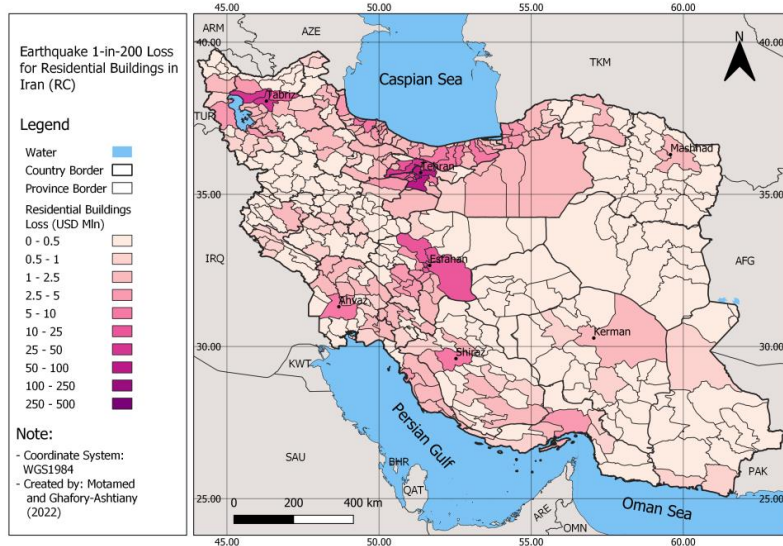 Earthquake 1-in-200 Loss
for Residential Buildings in
Iran (RC)
Legend
Water
Country Border
Province Border
Residential Buildings
Loss (USD Mln)
0 - 0.5
0.5 - 1
1 - 2.5
2.5 - 5
5 - 10
10 - 25
25 - 50
50 - 100
100 - 250
250 - 500
Note:
- Coordinate System:
WGS1984
- Created by: Motamed
and Ghafory-Ashtiany
(2022)
45.00 50.00 55.00 60.00
ARM AZE
40.00 40.00
N
Caspian Sea TKM
Tabriz
TUR
Mashhad
Tehran
35.00 35.00
IRQ Esfahan AFG
Ahvaz
Kerman
30.00 30.00
Shiraz
KWT
Persian Gulf
SAU
BHR
PAK
QAT
25.00 25.00
0 200 400 km
ARE
Oman Sea
OMN
45.00 50.00 55.00 60.00